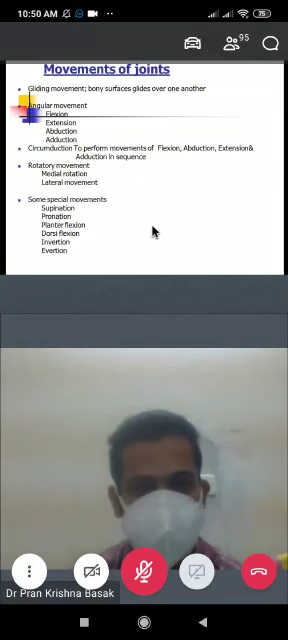 10:50 AM
75
95
Movements of joints
Gliding movement; bony surfaces glides over one another
Angular movement
Flexion
Extension
Abduction
Adduction
Circumduction To perform movements of Flexion, Abduction, Extension&
Adduction in sequence
Rotatory movement
Medial rotation
Lateral movement
Some special movements
Supination
Pronation
Planter flexion
Dorsi flexion
Invertion
Evertion
Dr Pran Krishna Basak